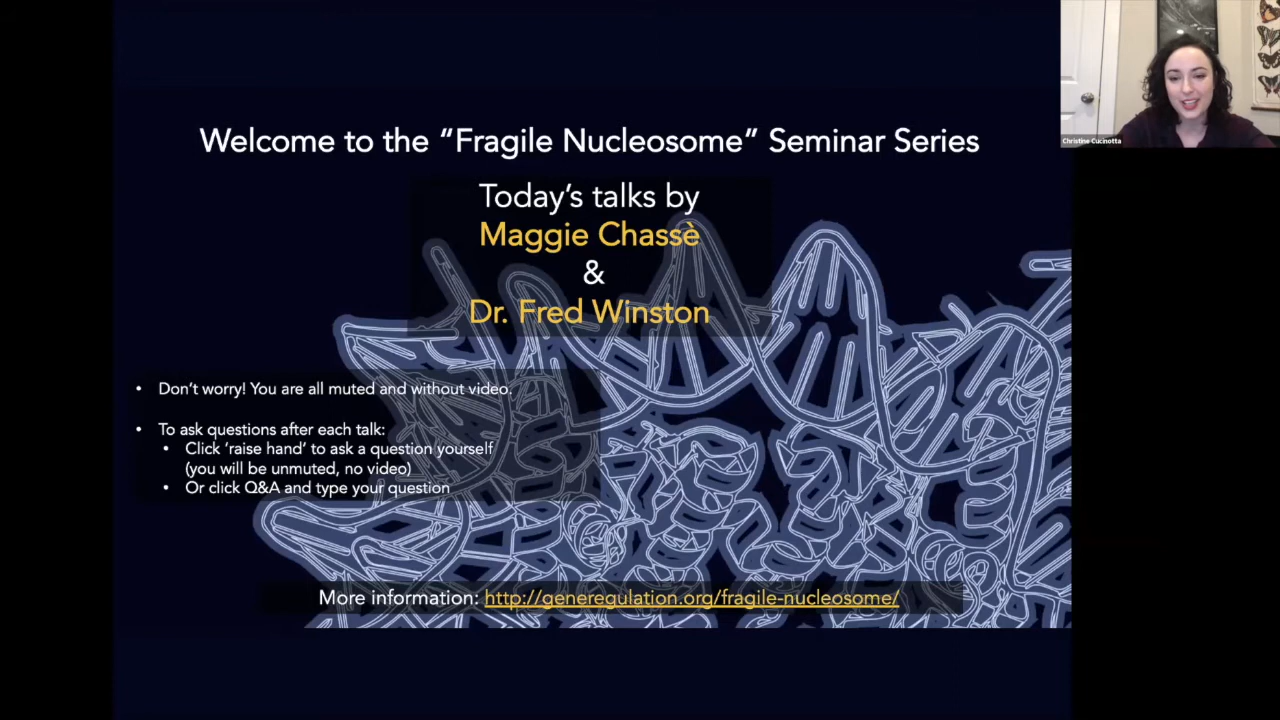 Welcome to the “Fragile Nucleosome” Seminar Series
Today’s talks by
Maggie Chassè
&
Dr. Fred Winston
• Don’t worry! You are all muted and without video.
• To ask questions after each talk:
• Click ‘raise hand’ to ask a question yourself
(you will be unmuted, no video)
• Or click Q&A and type your question
More information: http://generegulation.org/fragile-nucleosome/
Christine Cucinotta